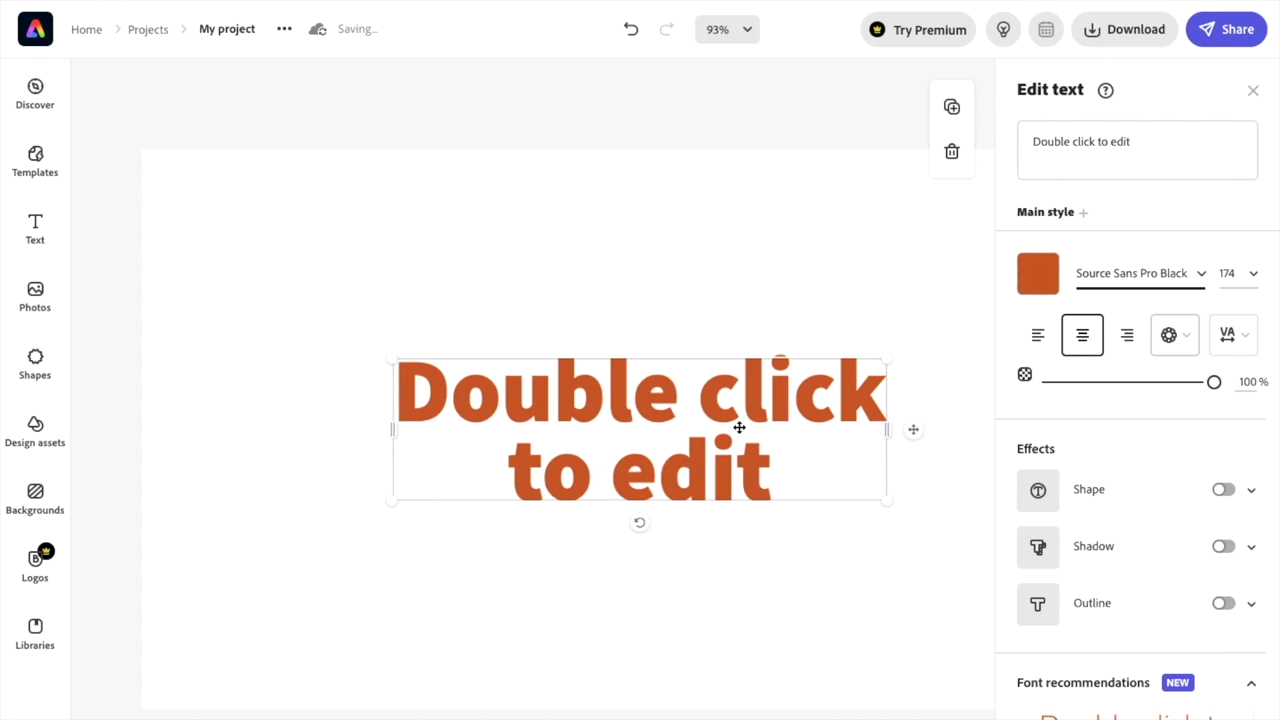 Home
Projects
My project
Saving...
93%
Try Premium
Download
Share
Discover
Templates
Text
Photos
Shapes
Design assets
Backgrounds
Logos
Libraries
Double click
to edit
Edit text
Double click to edit
Main style
Source Sans Pro Black
174
VA
100 %
Effects
Shape
Shadow
Outline
Font recommendations NEW